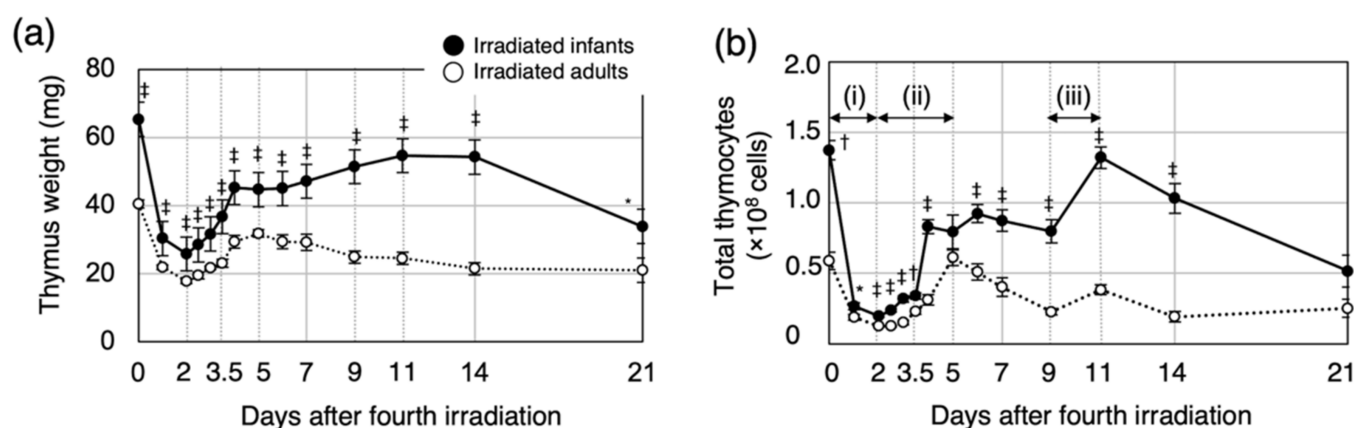 (a)
Irradiated infants
Irradiated adults
Thymus weight (mg)
80
60
40
20
0
‡ ‡ ‡ ‡ ‡ ‡ ‡ ‡ ‡ ‡ ‡ ‡ ‡ *
0 2 3.5 5 7 9 11 14 21
Days after fourth irradiation
(b)
Total thymocytes
(×10⁸ cells)
2.0
1.5
1.0
0.5
0
(i) (ii) (iii)
† * ‡ ‡ ‡ † ‡ ‡ ‡ ‡ ‡ ‡
0 2 3.5 5 7 9 11 14 21
Days after fourth irradiation